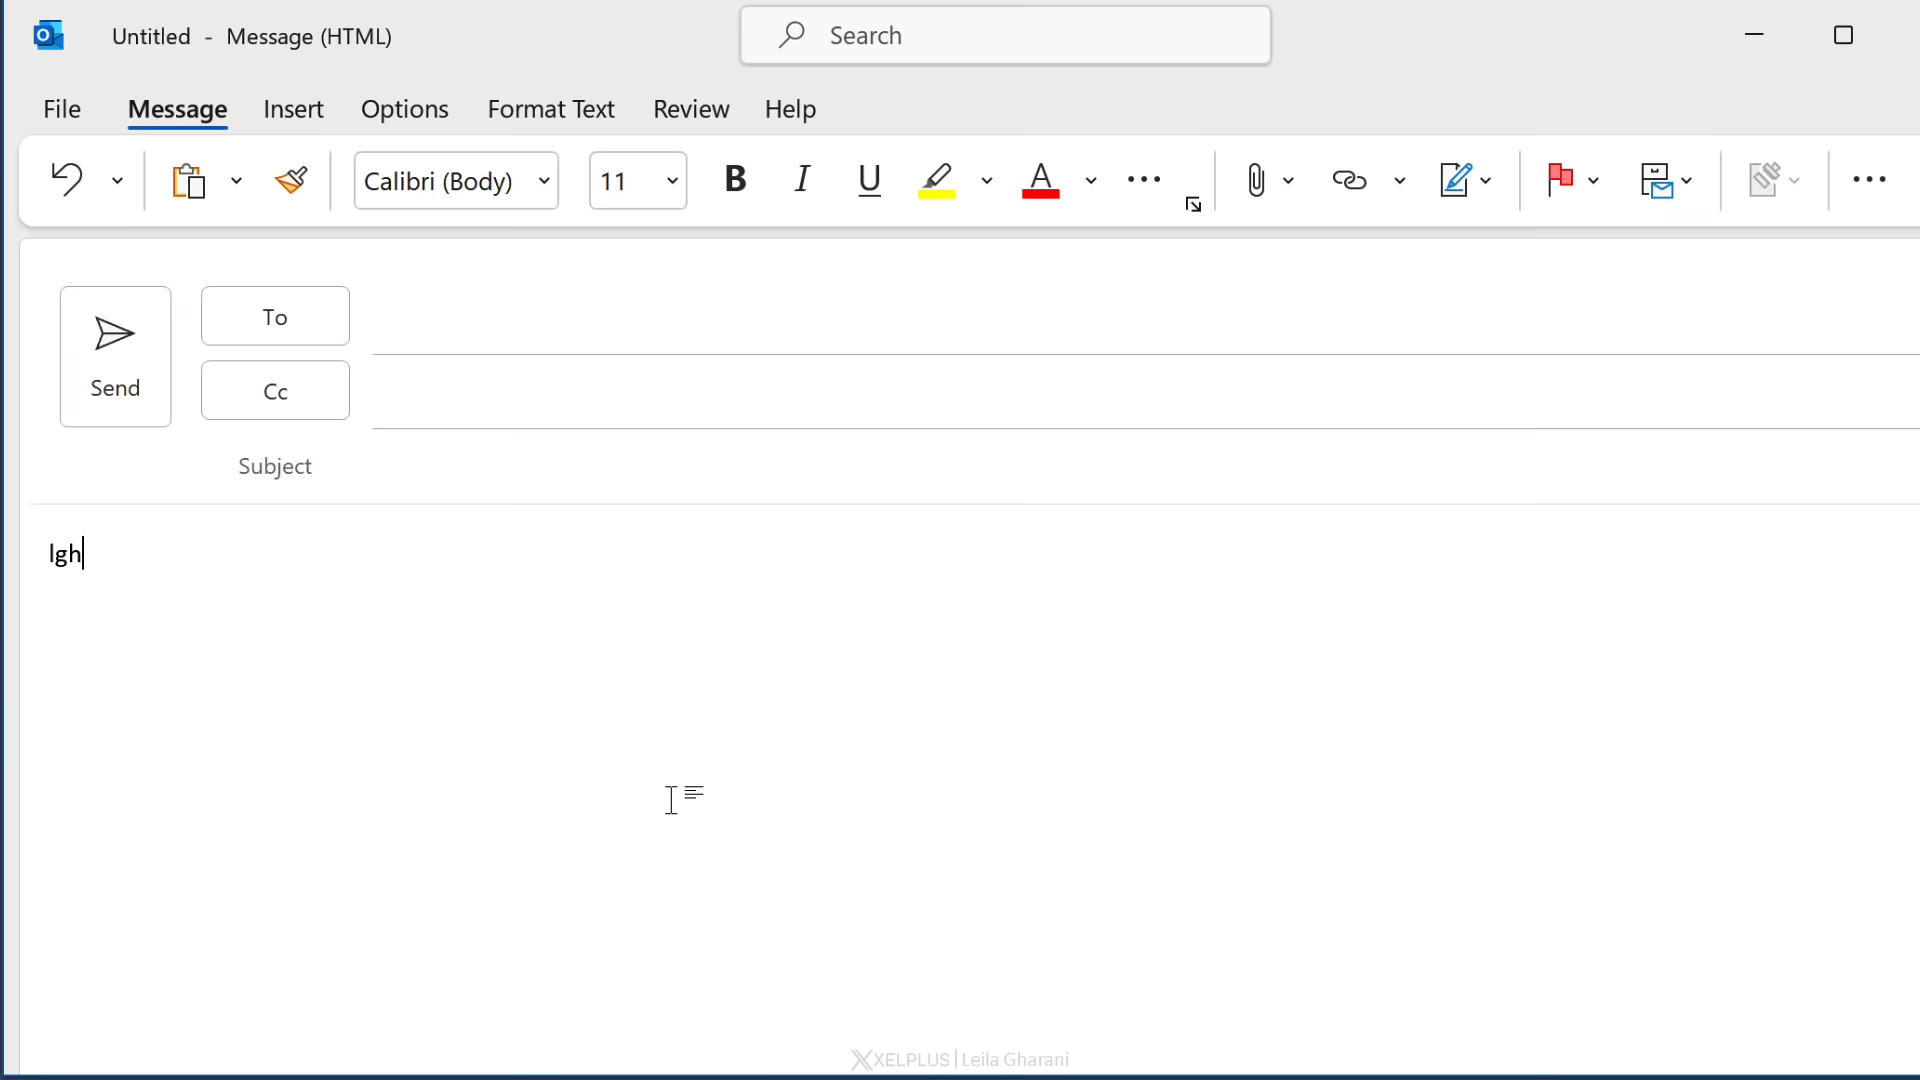 Untitled - Message (HTML)
Search
File Message Insert Options Format Text Review Help
Calibri (Body) 11 B I U A
Send
To
Cc
Subject
lgh
XELPLUS | Leila Gharani